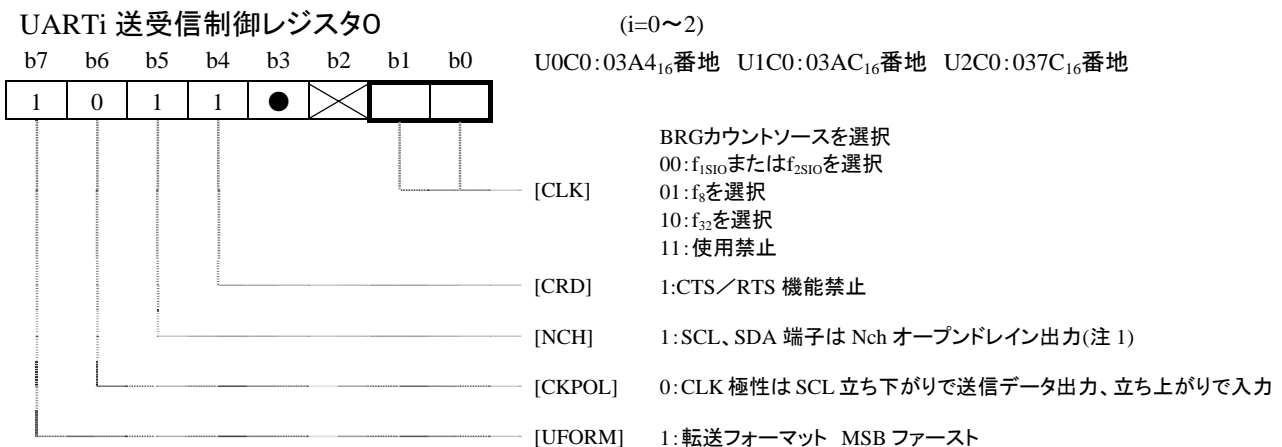 UARTi 送受信制御レジスタ0 (i=0～2)
b7 b6 b5 b4 b3 b2 b1 b0 U0C0：03A4₁₆番地 U1C0：03AC₁₆番地 U2C0：037C₁₆番地
1 0 1 1 ●
BRGカウントソースを選択
00：f₁SIOまたはf₂SIOを選択
[CLK] 01：f₈を選択
10：f₃₂を選択
11：使用禁止
[CRD] 1:CTS／RTS 機能禁止
[NCH] 1：SCL、SDA 端子は Nch オープンドレイン出力(注 1)
[CKPOL] 0：CLK 極性は SCL 立ち下がりで送信データ出力、立ち上がりで入力
[UFORM] 1：転送フォーマット MSB ファースト